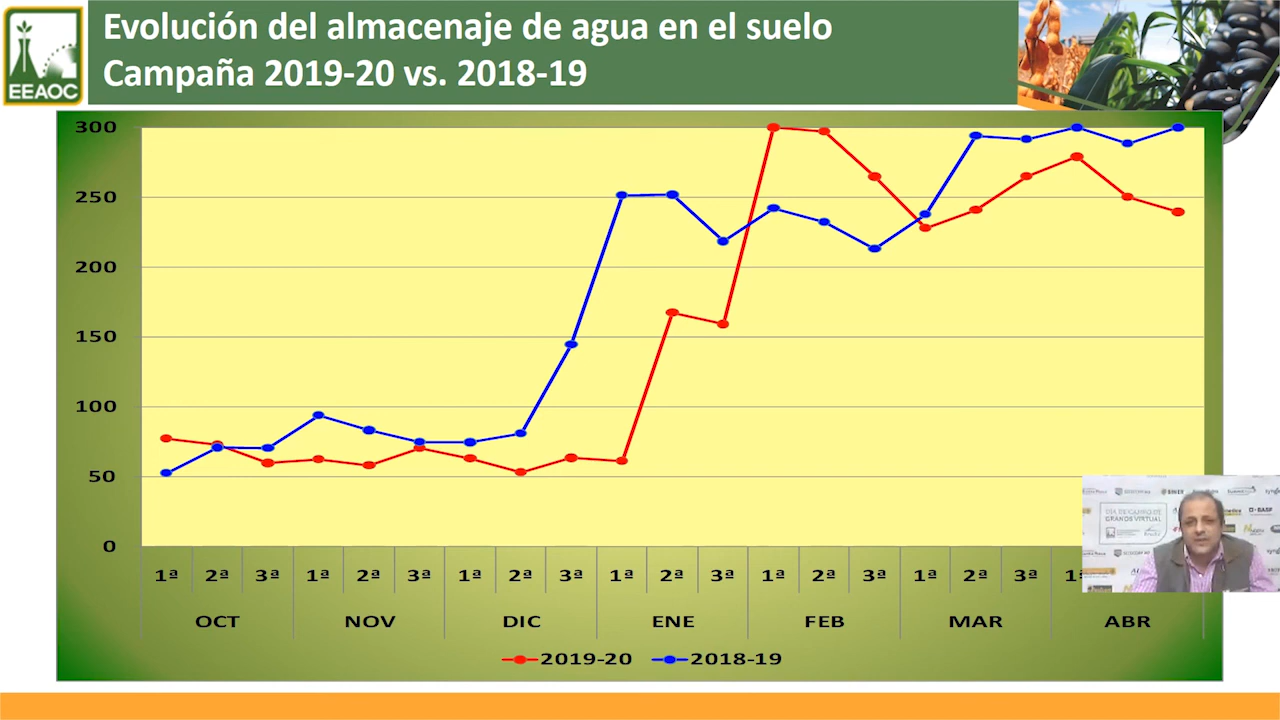 Evolución del almacenaje de agua en el suelo
Campaña 2019-20 vs. 2018-19
EEAOC
300
250
200
150
100
50
0
1ª 2ª 3ª 1ª 2ª 3ª 1ª 2ª 3ª 1ª 2ª 3ª 1ª 2ª 3ª 1ª 2ª 3ª
OCT NOV DIC ENE FEB MAR ABR
2019-20 2018-19
DIA DE CAMPO DE
GRANOS VIRTUAL
BASF